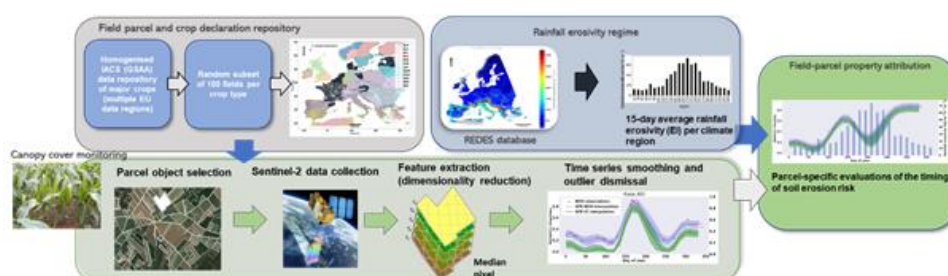 Field parcel and crop declaration repository
Homogenised
IACS (GSAA)
data repository
of major crops
(multiple EU
data regions)
Random subset
of 100 fields per
crop type
Rainfall erosivity regime
REDES database
15-day average rainfall
erosivity (EI) per climate
region
Field-parcel property attribution
Parcel-specific evaluations of the timing
of soil erosion risk
Canopy cover monitoring
Parcel object selection
Sentinel-2 data collection
Feature extraction
(dimensionality reduction)
Median
pixel
Time series smoothing and
outlier dismissal